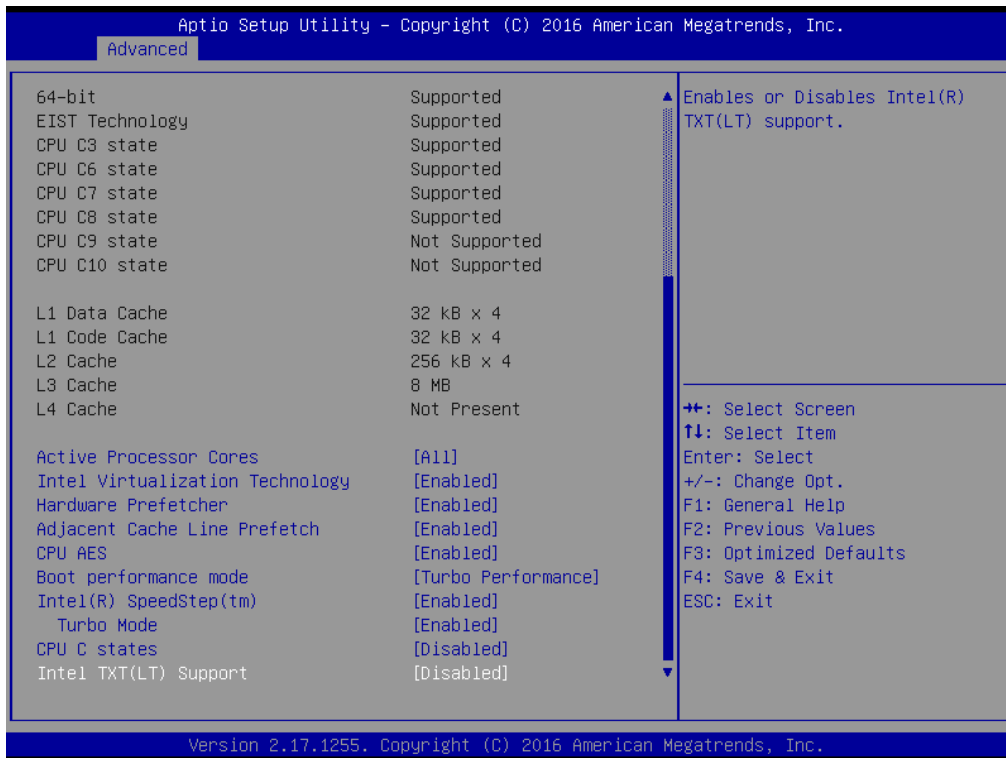 Aptio Setup Utility – Copyright (C) 2016 American Megatrends, Inc.
Advanced
64-bit Supported
EIST Technology Supported
CPU C3 state Supported
CPU C6 state Supported
CPU C7 state Supported
CPU C8 state Supported
CPU C9 state Not Supported
CPU C10 state Not Supported
L1 Data Cache 32 kB x 4
L1 Code Cache 32 kB x 4
L2 Cache 256 kB x 4
L3 Cache 8 MB
L4 Cache Not Present
Active Processor Cores [All]
Intel Virtualization Technology [Enabled]
Hardware Prefetcher [Enabled]
Adjacent Cache Line Prefetch [Enabled]
CPU AES [Enabled]
Boot performance mode [Turbo Performance]
Intel(R) SpeedStep(tm) [Enabled]
Turbo Mode [Enabled]
CPU C states [Disabled]
Intel TXT(LT) Support [Disabled]
Enables or Disables Intel(R)
TXT(LT) support.
→←: Select Screen
↑↓: Select Item
Enter: Select
+/-: Change Opt.
F1: General Help
F2: Previous Values
F3: Optimized Defaults
F4: Save & Exit
ESC: Exit
Version 2.17.1255. Copyright (C) 2016 American Megatrends, Inc.